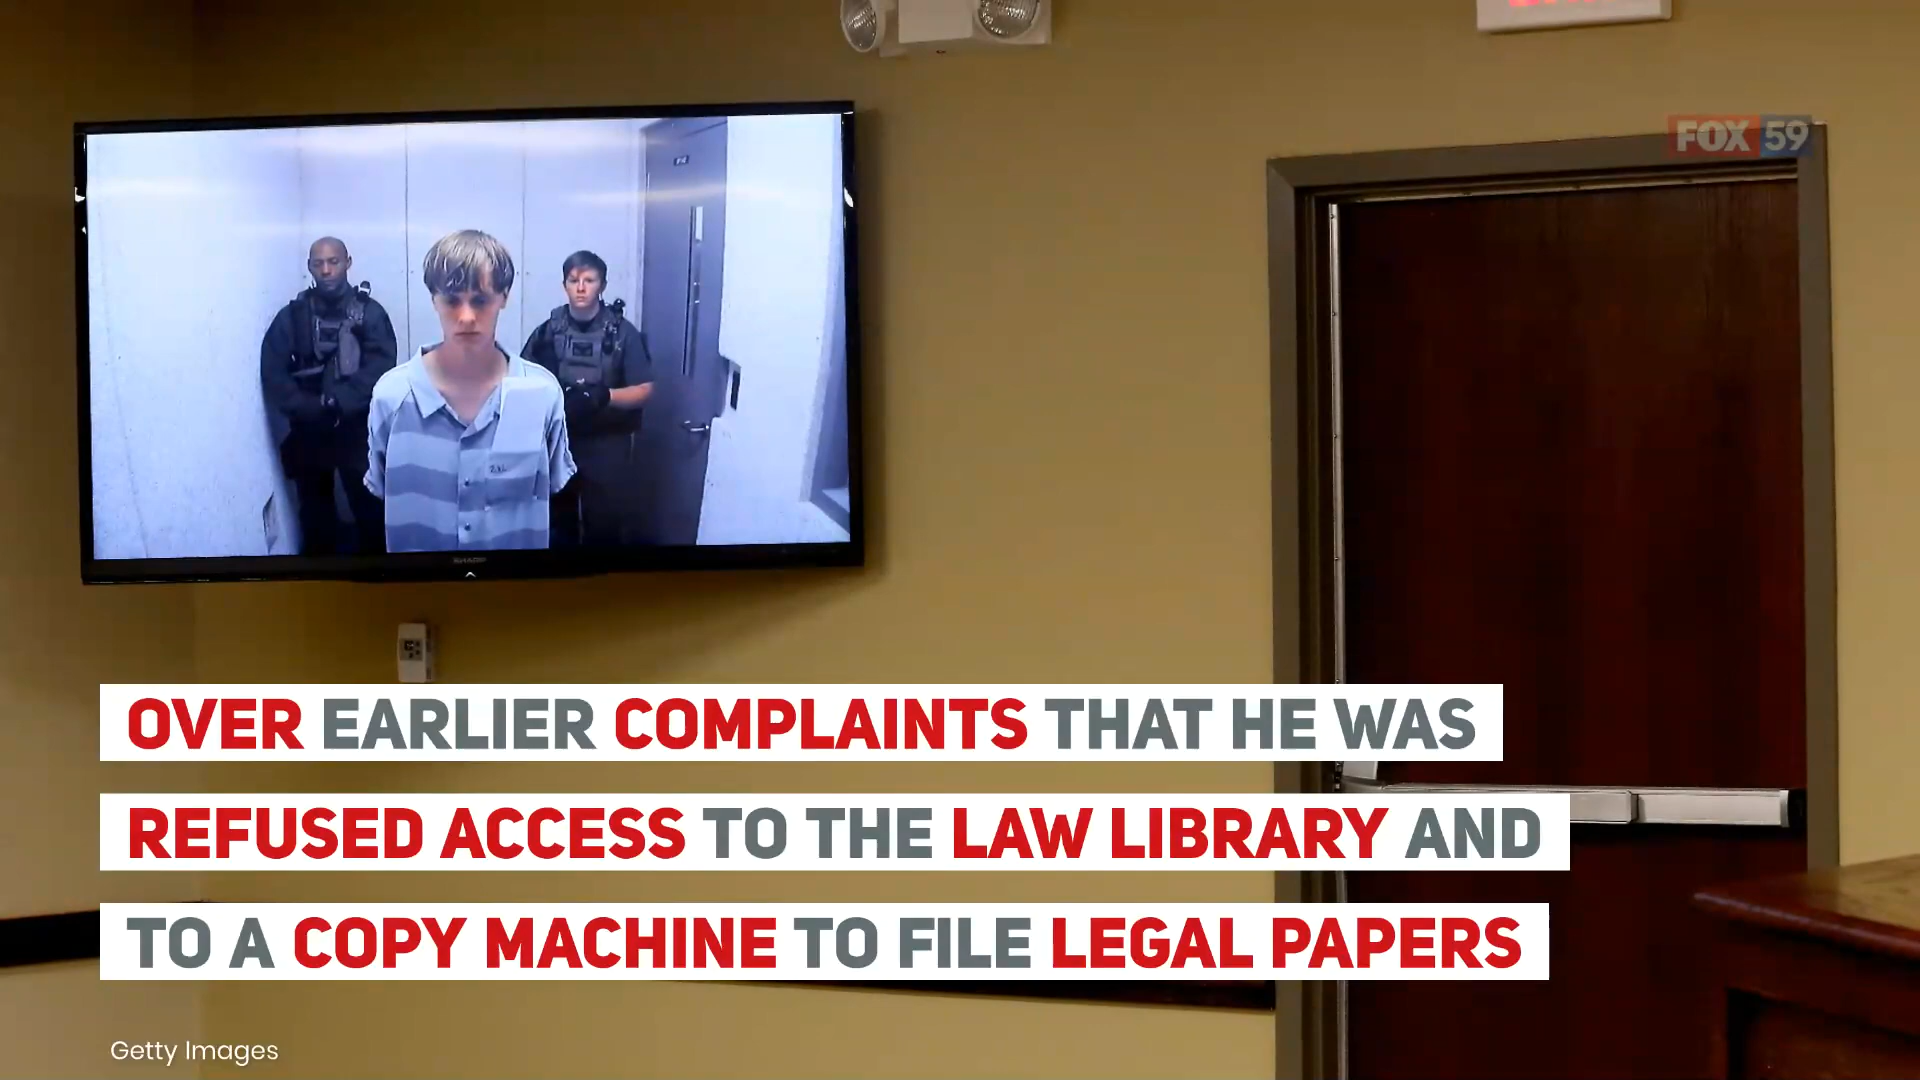 FOX 59
SHARP
OVER EARLIER COMPLAINTS THAT HE WAS
REFUSED ACCESS TO THE LAW LIBRARY AND
TO A COPY MACHINE TO FILE LEGAL PAPERS
Getty Images